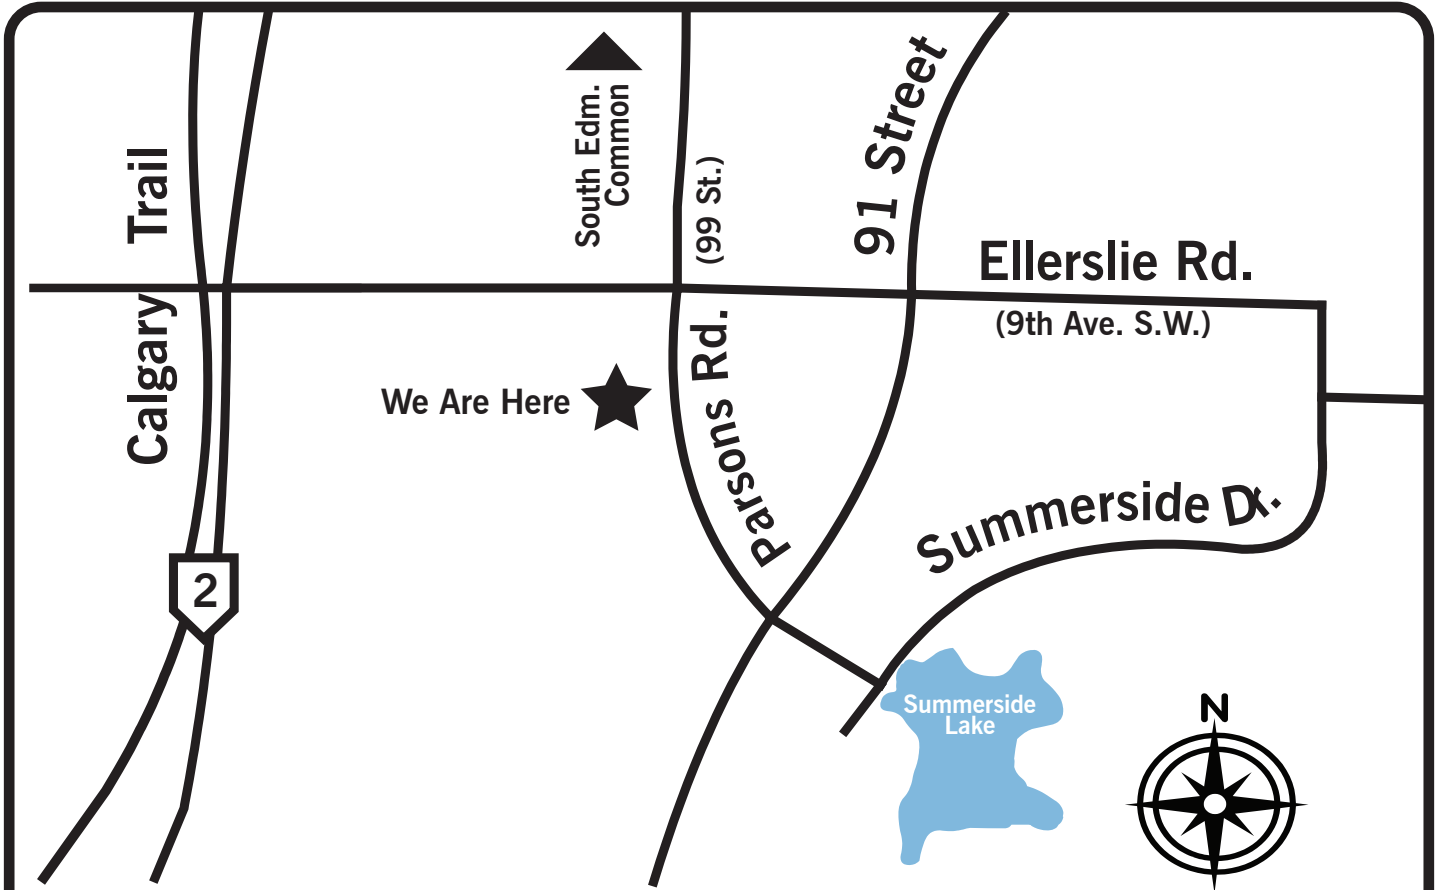 South Edm.
Common
(99 St.)
91 Street
Calgary Trail
Ellerslie Rd.
(9th Ave. S.W.)
Parsons Rd.
We Are Here
Summerside Dr.
2
Summerside
Lake
N